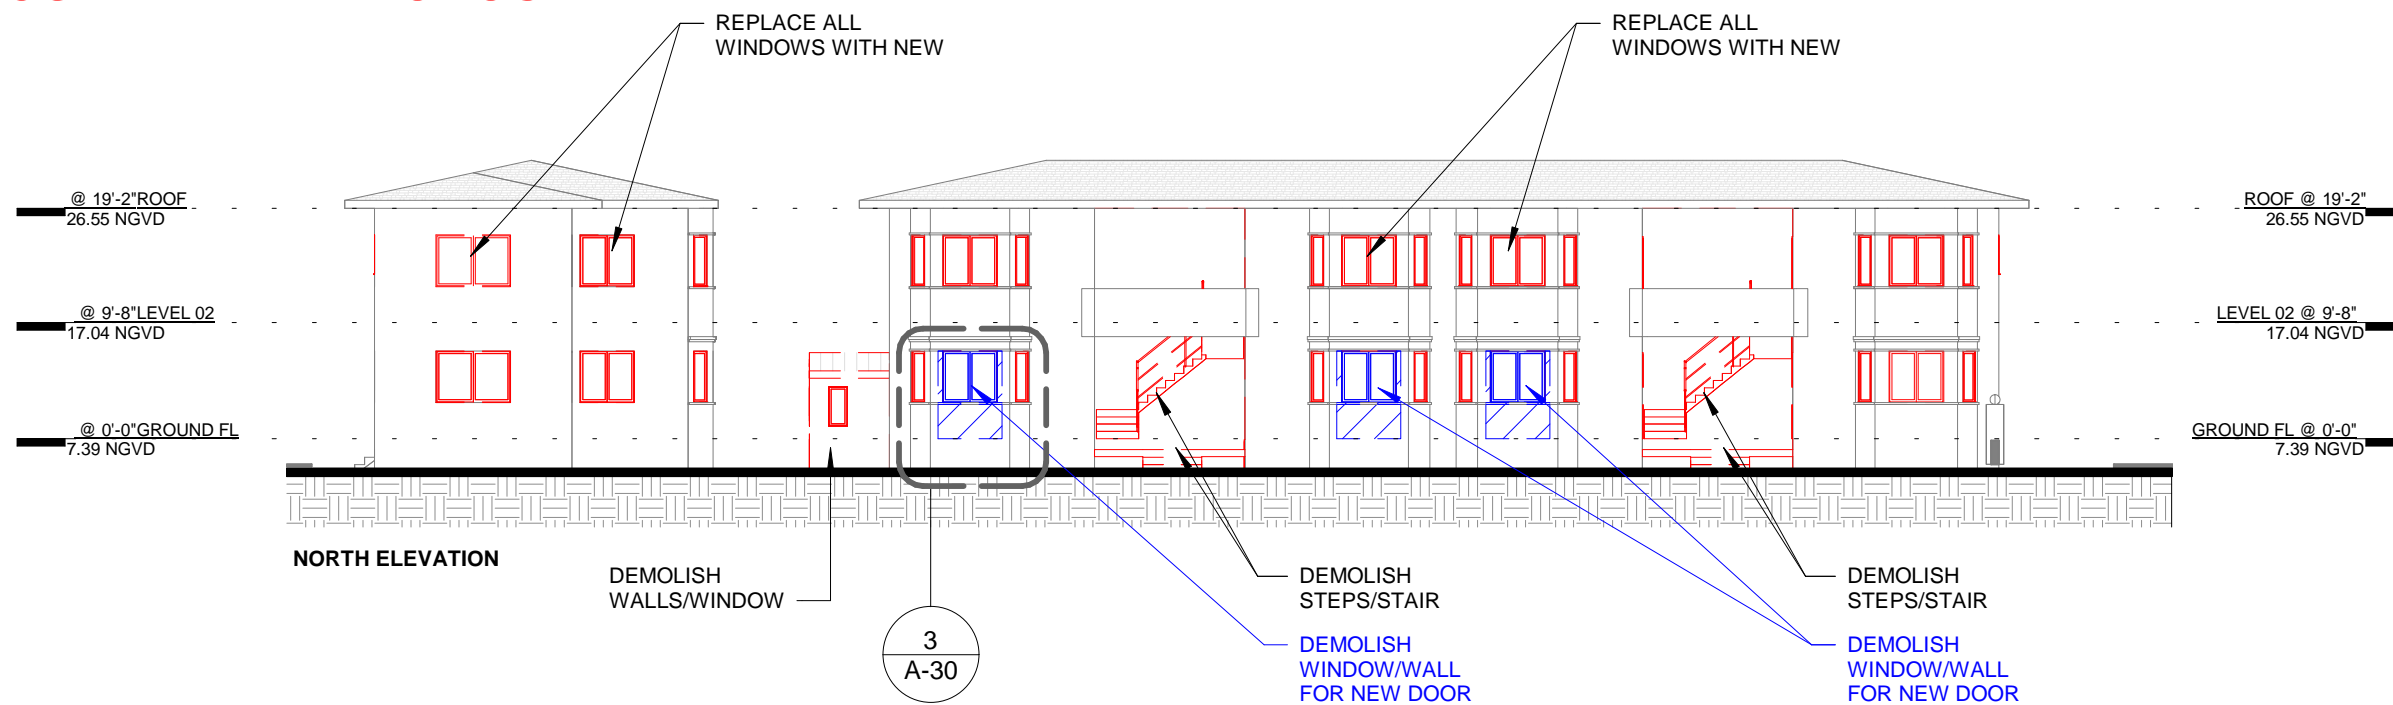 REPLACE ALL
WINDOWS WITH NEW
REPLACE ALL
WINDOWS WITH NEW
@ 19'-2"ROOF
26.55 NGVD
ROOF @ 19'-2"
26.55 NGVD
@ 9'-8"LEVEL 02
17.04 NGVD
LEVEL 02 @ 9'-8"
17.04 NGVD
@ 0'-0"GROUND FL
7.39 NGVD
GROUND FL @ 0'-0"
7.39 NGVD
NORTH ELEVATION
DEMOLISH
WALLS/WINDOW
3
A-30
DEMOLISH
STEPS/STAIR
DEMOLISH
WINDOW/WALL
FOR NEW DOOR
DEMOLISH
STEPS/STAIR
DEMOLISH
WINDOW/WALL
FOR NEW DOOR